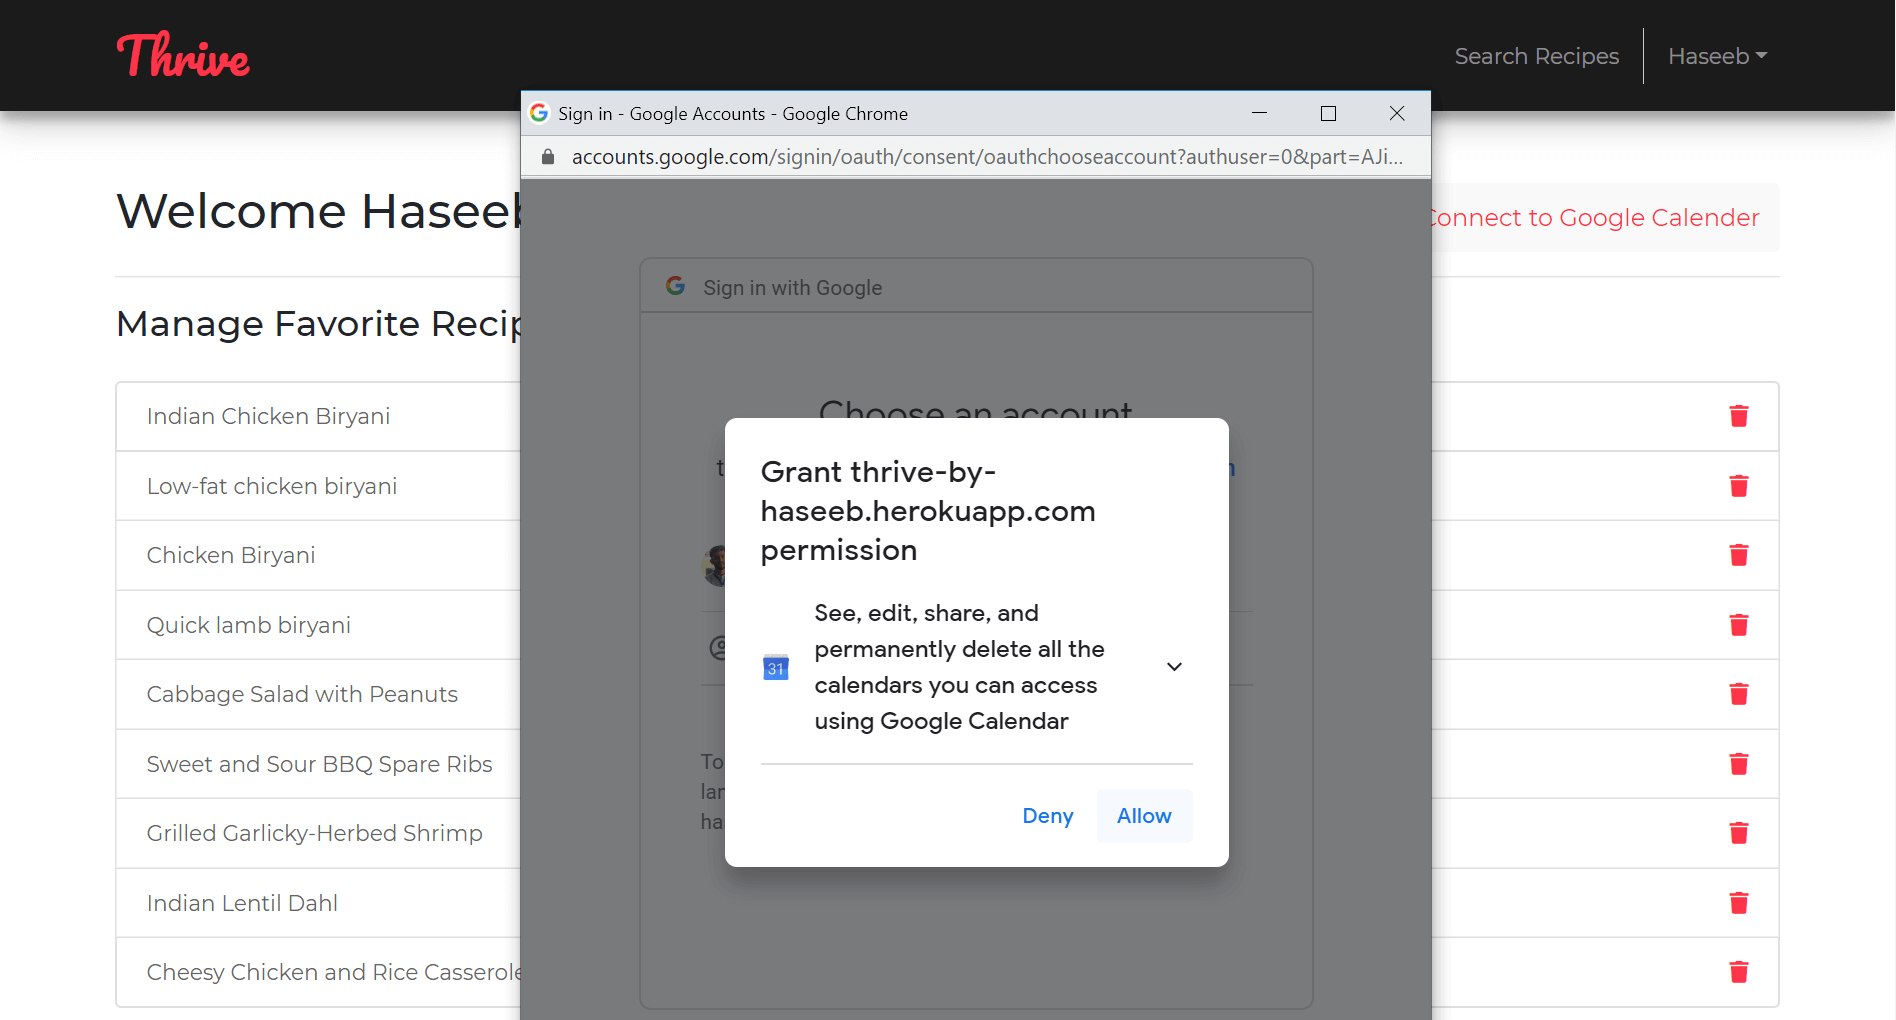 Thrive
Search Recipes
Haseeb
Sign in - Google Accounts - Google Chrome
accounts.google.com/signin/oauth/consent/oauthchooseaccount?authuser=0&part=AJi...
Welcome Haseeb
Connect to Google Calender
Sign in with Google
Manage Favorite Recip
Choose an account
Grant thrive-by-
haseeb.herokuapp.com
permission
See, edit, share, and
permanently delete all the
calendars you can access
using Google Calendar
31
To
lan
ha
Deny
Allow
Indian Chicken Biryani
Low-fat chicken biryani
Chicken Biryani
Quick lamb biryani
Cabbage Salad with Peanuts
Sweet and Sour BBQ Spare Ribs
Grilled Garlicky-Herbed Shrimp
Indian Lentil Dahl
Cheesy Chicken and Rice Casserole